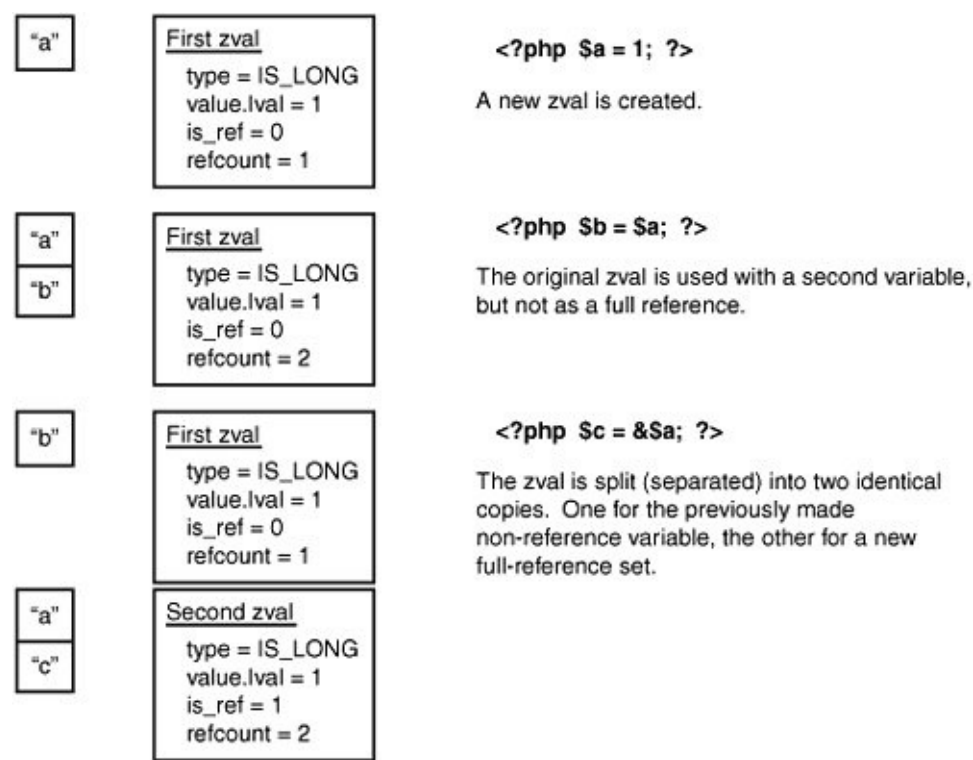 “a”
First zval
type = IS_LONG
value.lval = 1
is_ref = 0
refcount = 1
<?php $a = 1; ?>
A new zval is created.
“a”
“b”
First zval
type = IS_LONG
value.lval = 1
is_ref = 0
refcount = 2
<?php $b = $a; ?>
The original zval is used with a second variable,
but not as a full reference.
“b”
First zval
type = IS_LONG
value.lval = 1
is_ref = 0
refcount = 1
<?php $c = &$a; ?>
The zval is split (separated) into two identical
copies. One for the previously made
non-reference variable, the other for a new
full-reference set.
“a”
“c”
Second zval
type = IS_LONG
value.lval = 1
is_ref = 1
refcount = 2